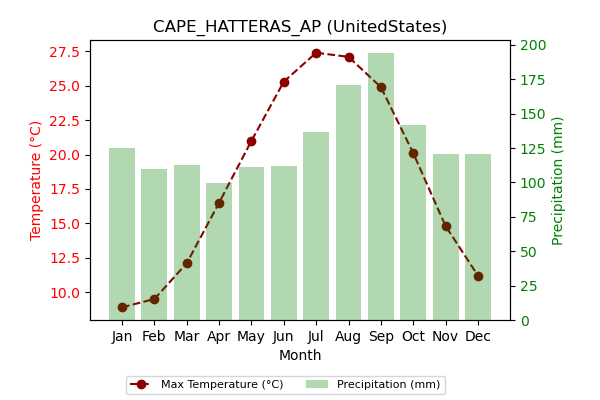 CAPE_HATTERAS_AP (UnitedStates)
Temperature (°C)
27.5
25.0
22.5
20.0
17.5
15.0
12.5
10.0
200
175
150
125
100
75
50
25
0
Precipitation (mm)
Jan Feb Mar Apr May Jun Jul Aug Sep Oct Nov Dec
Month
Max Temperature (°C) Precipitation (mm)